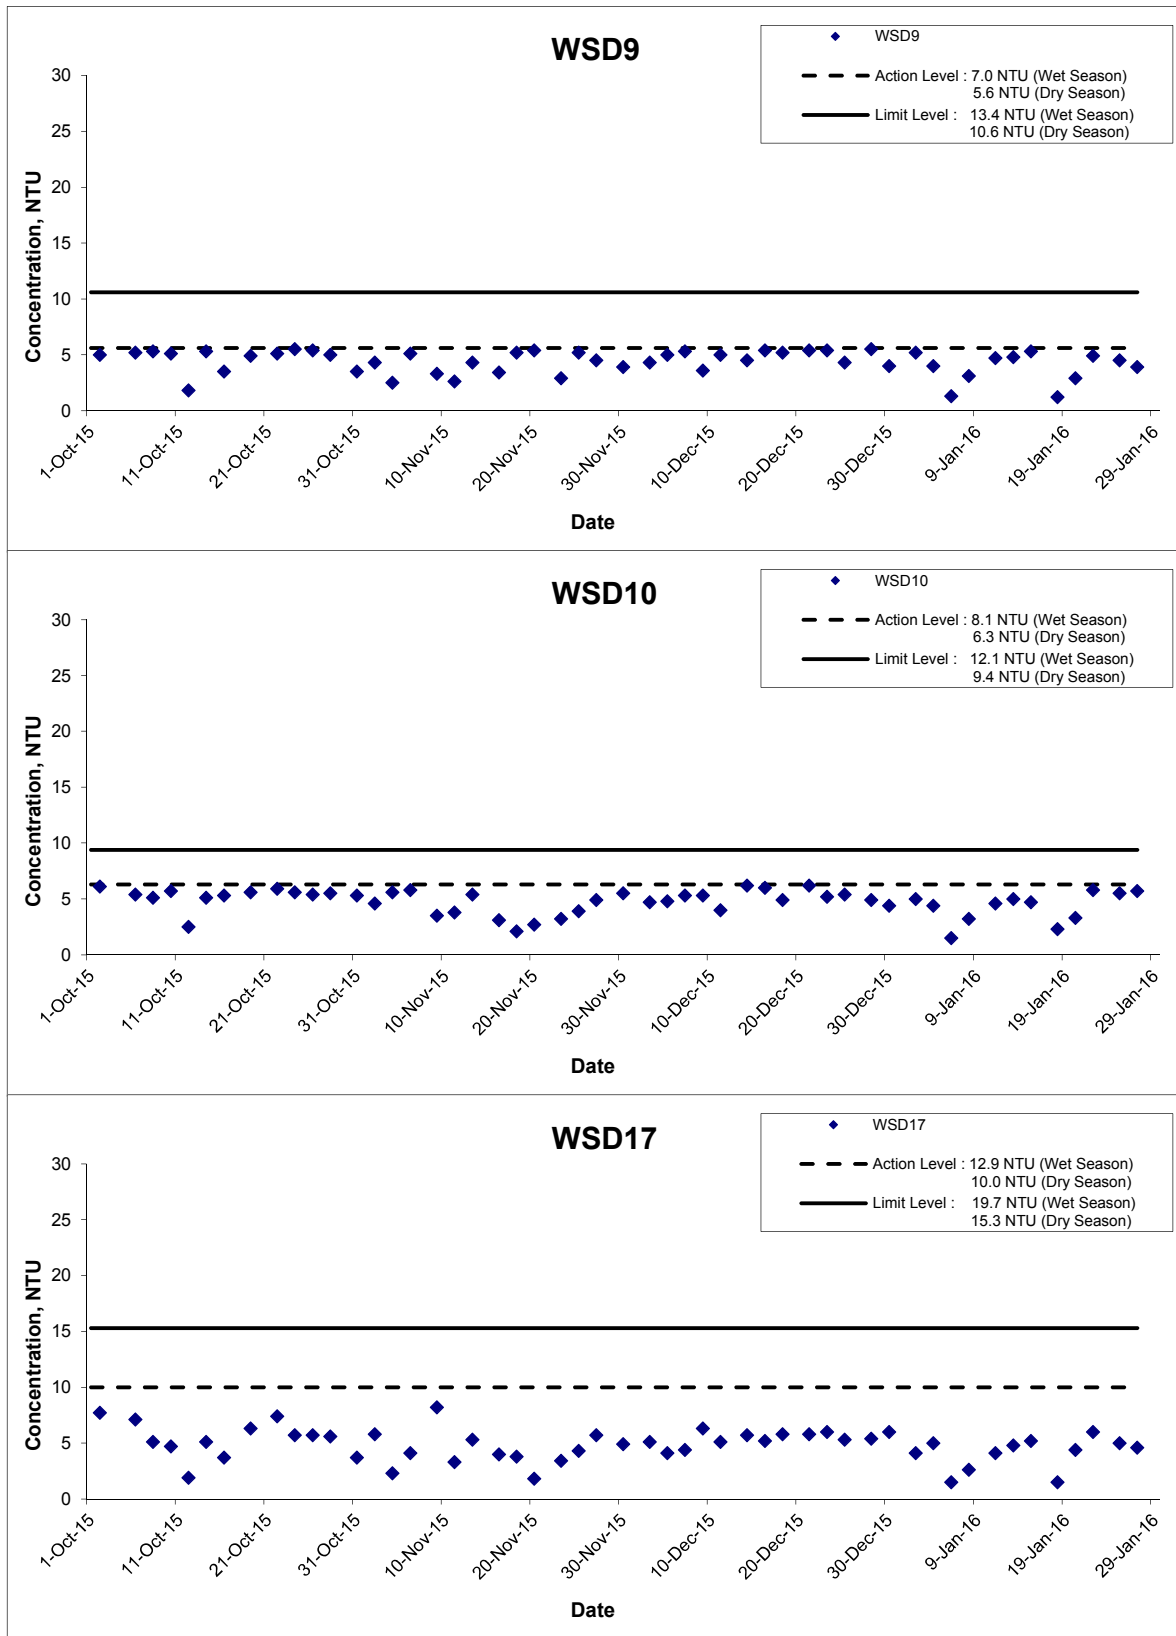 WSD9
WSD9
Action Level : 7.0 NTU (Wet Season)
5.6 NTU (Dry Season)
Limit Level : 13.4 NTU (Wet Season)
10.6 NTU (Dry Season)
Concentration, NTU
30
25
20
15
10
5
0
1-Oct-15
11-Oct-15
21-Oct-15
31-Oct-15
10-Nov-15
20-Nov-15
30-Nov-15
10-Dec-15
20-Dec-15
30-Dec-15
9-Jan-16
19-Jan-16
29-Jan-16
Date
WSD10
WSD10
Action Level : 8.1 NTU (Wet Season)
6.3 NTU (Dry Season)
Limit Level : 12.1 NTU (Wet Season)
9.4 NTU (Dry Season)
Concentration, NTU
30
25
20
15
10
5
0
1-Oct-15
11-Oct-15
21-Oct-15
31-Oct-15
10-Nov-15
20-Nov-15
30-Nov-15
10-Dec-15
20-Dec-15
30-Dec-15
9-Jan-16
19-Jan-16
29-Jan-16
Date
WSD17
WSD17
Action Level : 12.9 NTU (Wet Season)
10.0 NTU (Dry Season)
Limit Level : 19.7 NTU (Wet Season)
15.3 NTU (Dry Season)
Concentration, NTU
30
25
20
15
10
5
0
1-Oct-15
11-Oct-15
21-Oct-15
31-Oct-15
10-Nov-15
20-Nov-15
30-Nov-15
10-Dec-15
20-Dec-15
30-Dec-15
9-Jan-16
19-Jan-16
29-Jan-16
Date